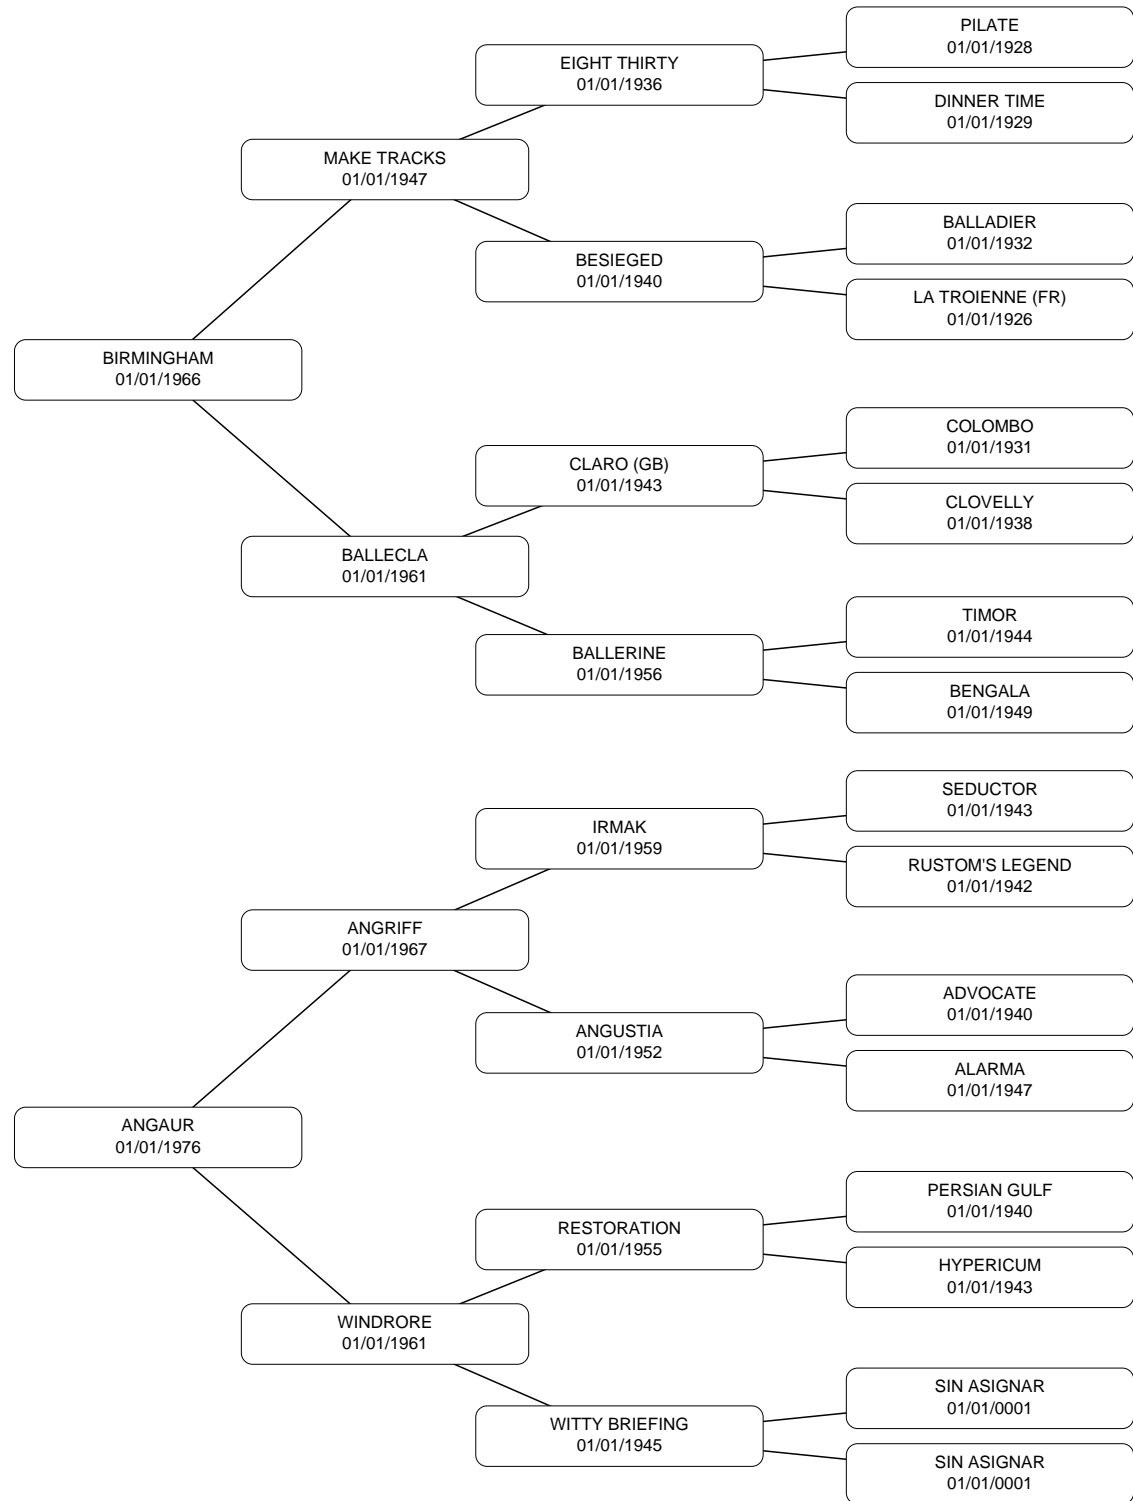 PILATE
01/01/1928
EIGHT THIRTY
01/01/1936
DINNER TIME
01/01/1929
MAKE TRACKS
01/01/1947
BALLADIER
01/01/1932
BESIEGED
01/01/1940
LA TROIENNE (FR)
01/01/1926
BIRMINGHAM
01/01/1966
COLOMBO
01/01/1931
CLARO (GB)
01/01/1943
CLOVELLY
01/01/1938
BALLECLA
01/01/1961
TIMOR
01/01/1944
BALLERINE
01/01/1956
BENGALA
01/01/1949
SEDUCTOR
01/01/1943
IRMAK
01/01/1959
RUSTOM'S LEGEND
01/01/1942
ANGRIFF
01/01/1967
ADVOCATE
01/01/1940
ANGUSTIA
01/01/1952
ALARMA
01/01/1947
ANGAUR
01/01/1976
PERSIAN GULF
01/01/1940
RESTORATION
01/01/1955
HYPERICUM
01/01/1943
WINDRORE
01/01/1961
SIN ASIGNAR
01/01/0001
WITTY BRIEFING
01/01/1945
SIN ASIGNAR
01/01/0001